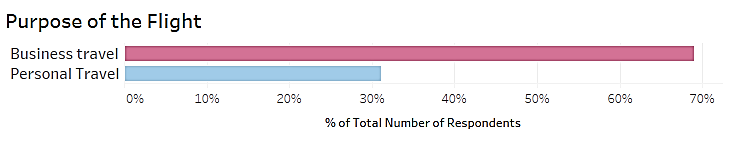 Purpose of the Flight
Business travel
Personal Travel
0% 10% 20% 30% 40% 50% 60% 70%
% of Total Number of Respondents